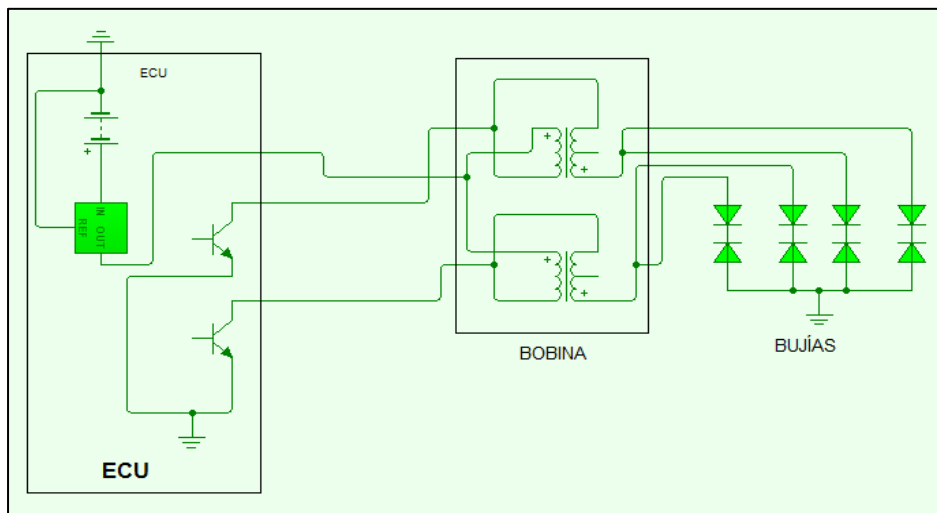 ECU
+
IN
REF
OUT
ECU
+
+
+
+
BOBINA
BUJÍAS